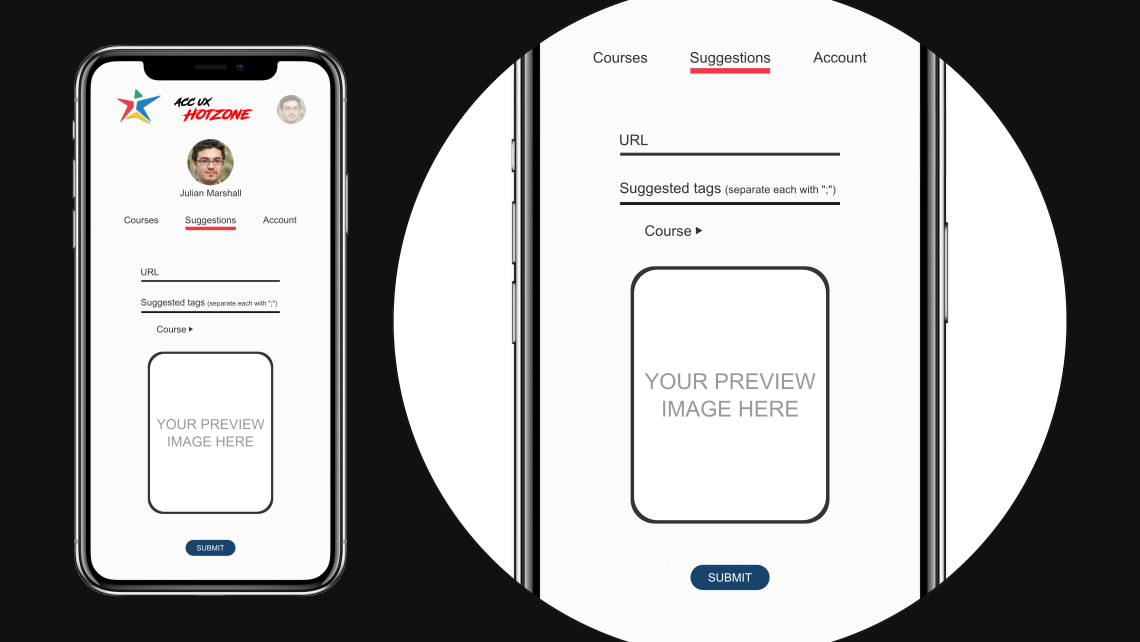 ACC UX
HOTZONE
Julian Marshall
Courses Suggestions Account
URL
Suggested tags (separate each with ";")
Course
YOUR PREVIEW
IMAGE HERE
SUBMIT
Courses Suggestions Account
URL
Suggested tags (separate each with ";")
Course
YOUR PREVIEW
IMAGE HERE
SUBMIT